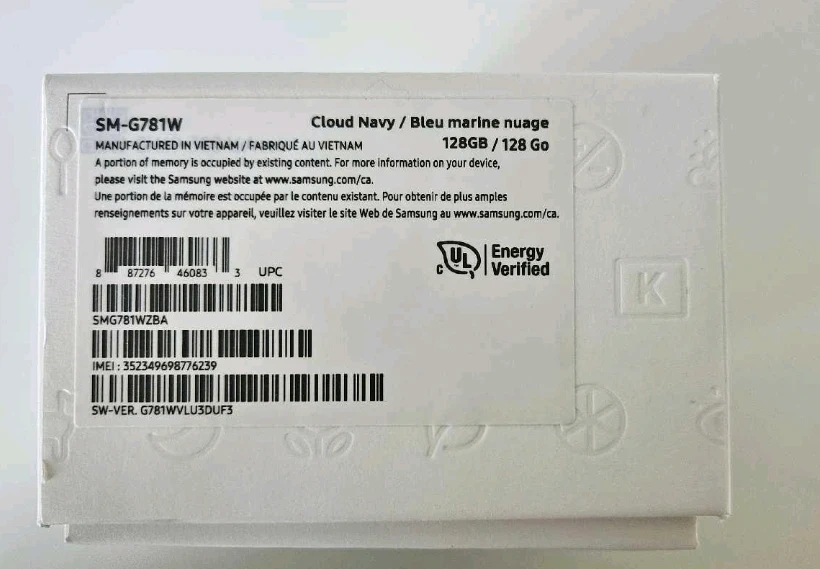 SM-G781W
Cloud Navy / Bleu marine nuage
MANUFACTURED IN VIETNAM / FABRIQUÉ AU VIETNAM
128GB / 128 Go
A portion of memory is occupied by existing content. For more information on your device,
please visit the Samsung website at www.samsung.com/ca.
Une portion de la mémoire est occupée par le contenu existant. Pour obtenir de plus amples
renseignements sur votre appareil, veuillez visiter le site Web de Samsung au www.samsung.com/ca.
8 87276 46083 3 UPC
c UL Energy
Verified
SMG781WZBA
IMEI : 352349698776239
SW-VER. G781WVLU3DUF3
K